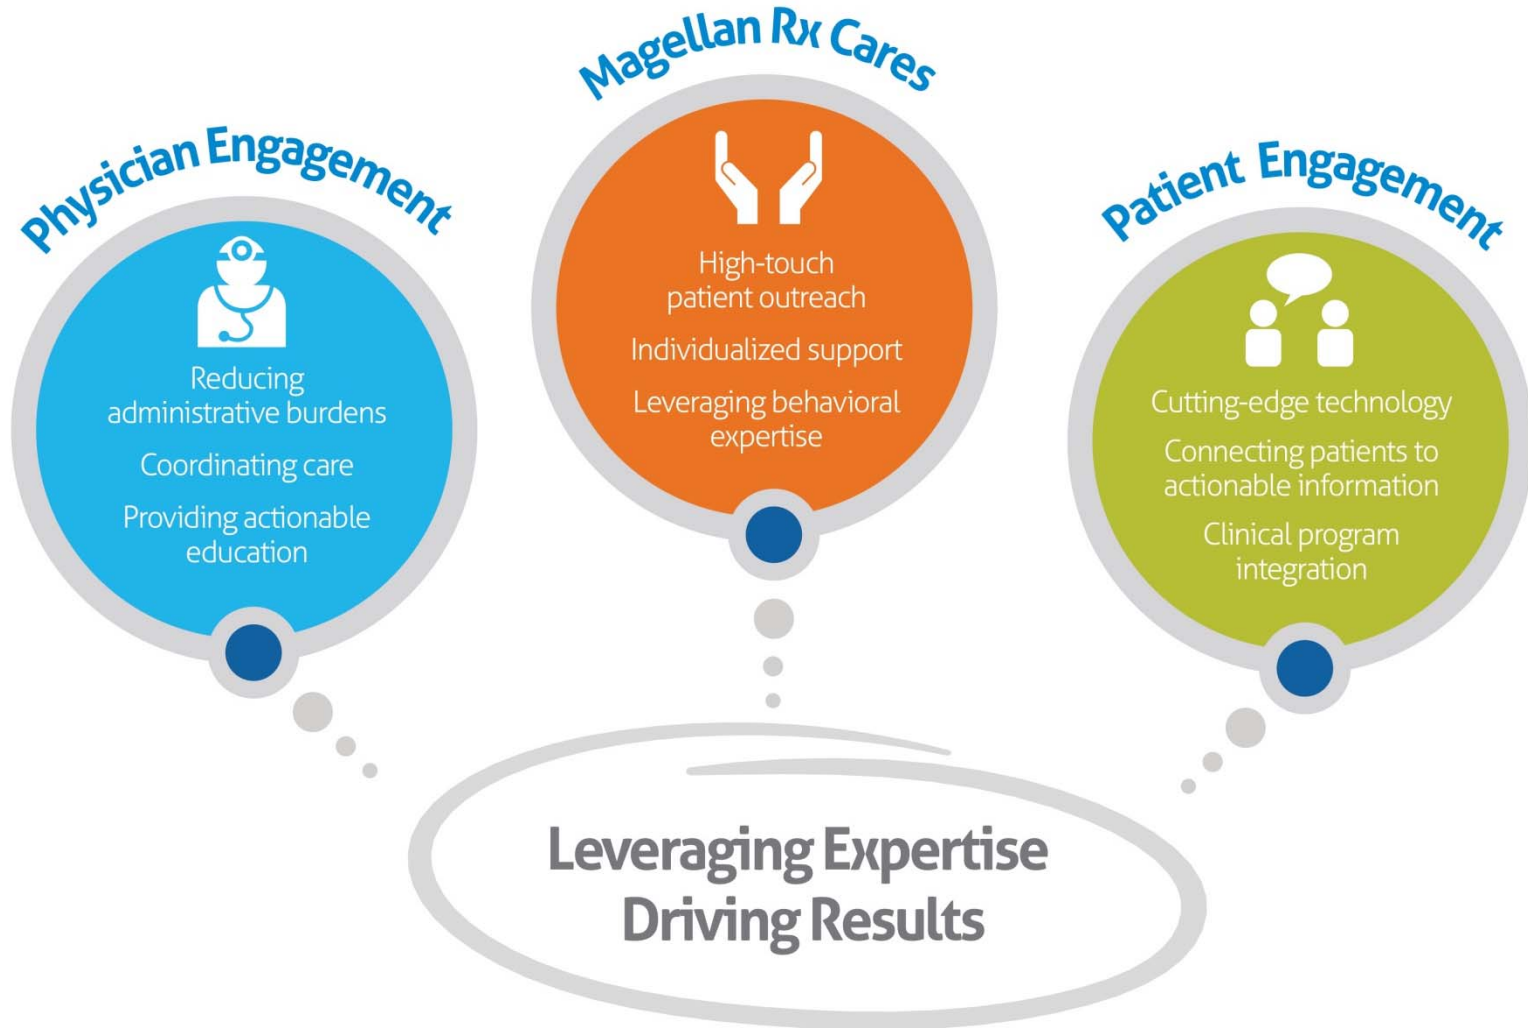 Physician Engagement
Reducing
administrative burdens
Coordinating care
Providing actionable
education
Magellan Rx Cares
High-touch
patient outreach
Individualized support
Leveraging behavioral
expertise
Patient Engagement
Cutting-edge technology
Connecting patients to
actionable information
Clinical program
integration
Leveraging Expertise
Driving Results